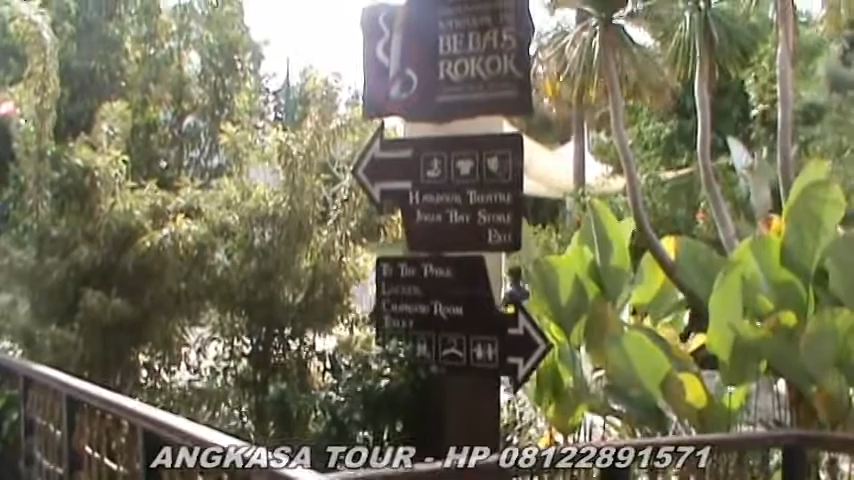 BEBAS
ROKOK
HARBOUR THEATRE
JOGJA BAY STORE
EXIT
TO THE POOL
LOCKER
CHANGING ROOM
TOILET
ANGKASA TOUR - HP 08122891571